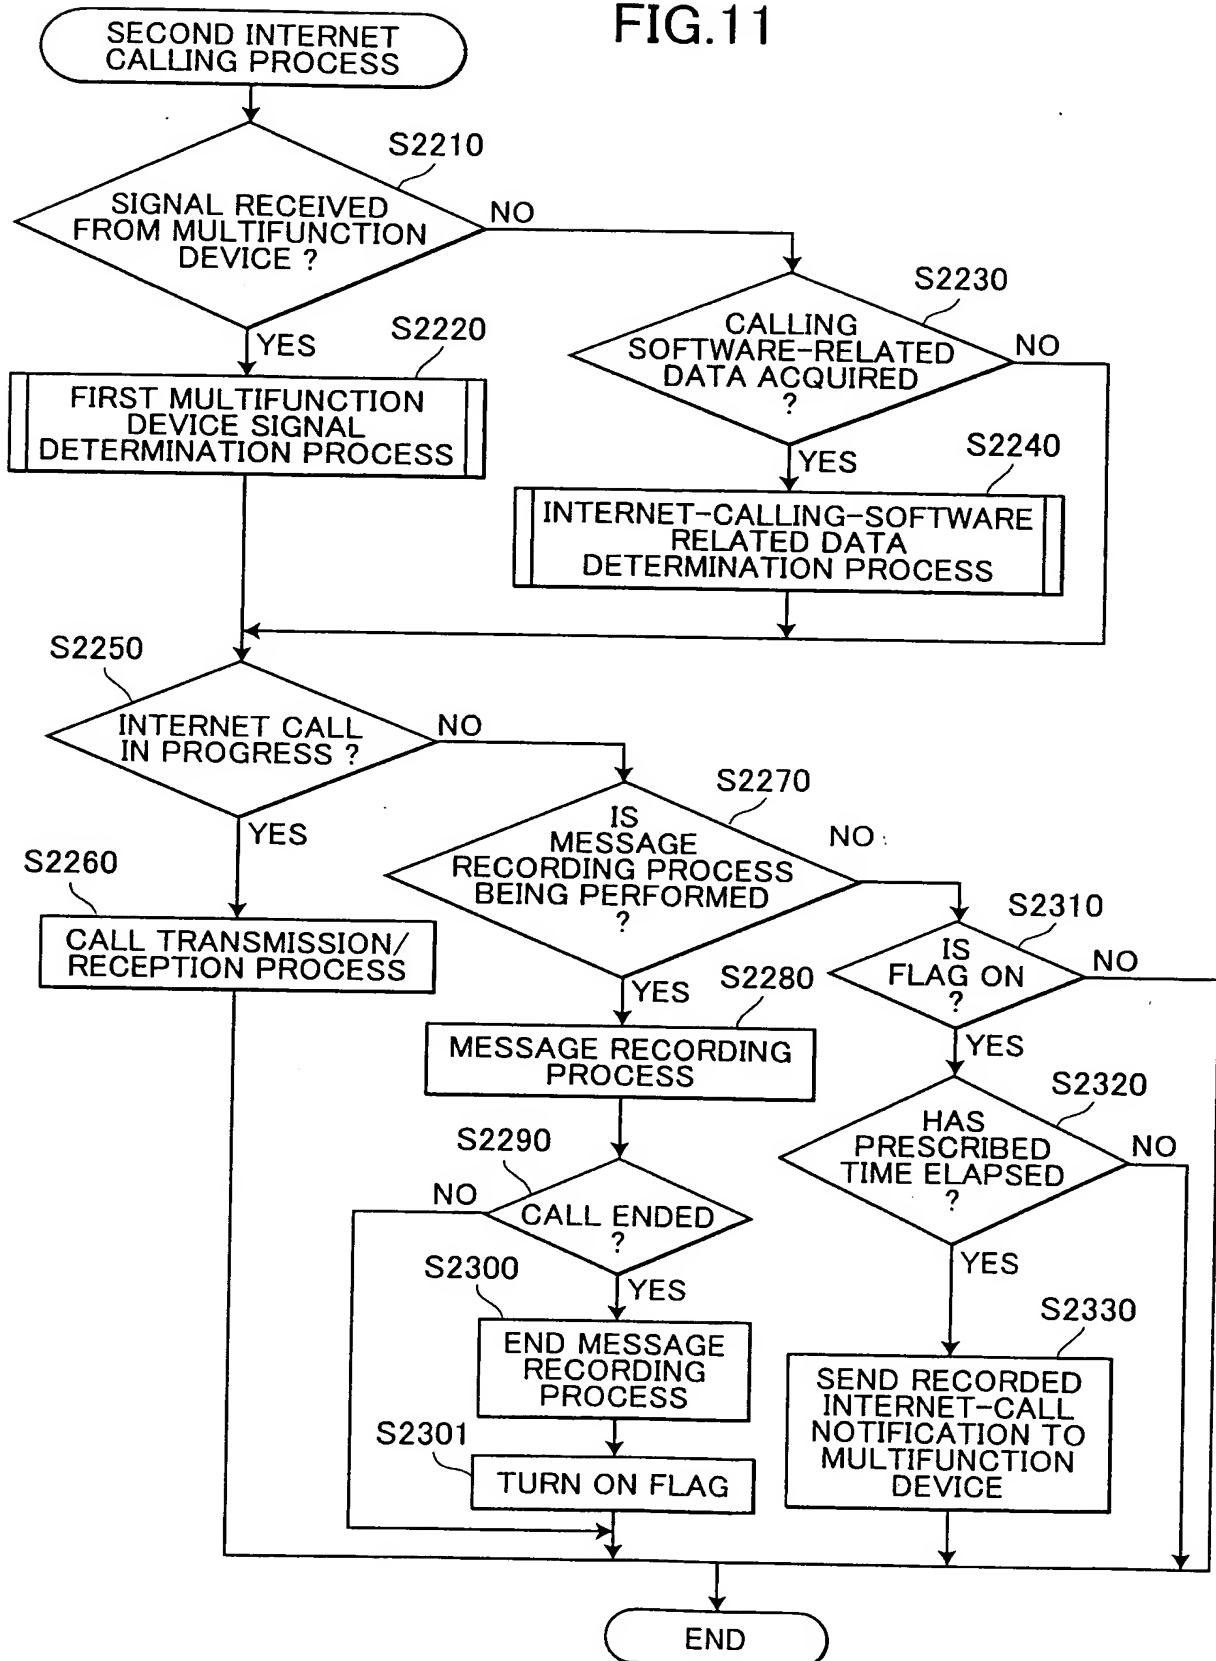 FIG.11
SECOND INTERNET
CALLING PROCESS
S2210
SIGNAL RECEIVED
FROM MULTIFUNCTION
DEVICE ?
NO
YES
S2220
FIRST MULTIFUNCTION
DEVICE SIGNAL
DETERMINATION PROCESS
S2230
CALLING
SOFTWARE-RELATED
DATA ACQUIRED
?
NO
YES
S2240
INTERNET-CALLING-SOFTWARE
RELATED DATA
DETERMINATION PROCESS
S2250
INTERNET CALL
IN PROGRESS ?
NO
YES
S2260
CALL TRANSMISSION/
RECEPTION PROCESS
S2270
IS
MESSAGE
RECORDING PROCESS
BEING PERFORMED
?
NO
YES
S2280
MESSAGE RECORDING
PROCESS
S2290
CALL ENDED
?
NO
YES
S2300
END MESSAGE
RECORDING
PROCESS
S2301
TURN ON FLAG
S2310
IS
FLAG ON
?
NO
YES
S2320
HAS
PRESCRIBED
TIME ELAPSED
?
NO
YES
S2330
SEND RECORDED
INTERNET-CALL
NOTIFICATION TO
MULTIFUNCTION
DEVICE
END